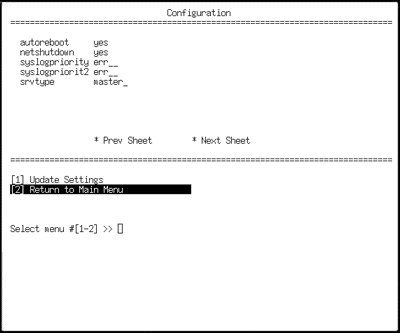 Configuration
================================================================================
autoreboot yes
netshutdown yes
syslogpriority err__
syslogpriorit2 err__
srvtype master_
* Prev Sheet * Next Sheet
================================================================================
[1] Update Settings
[2] Return to Main Menu
Select menu #[1-2] >>